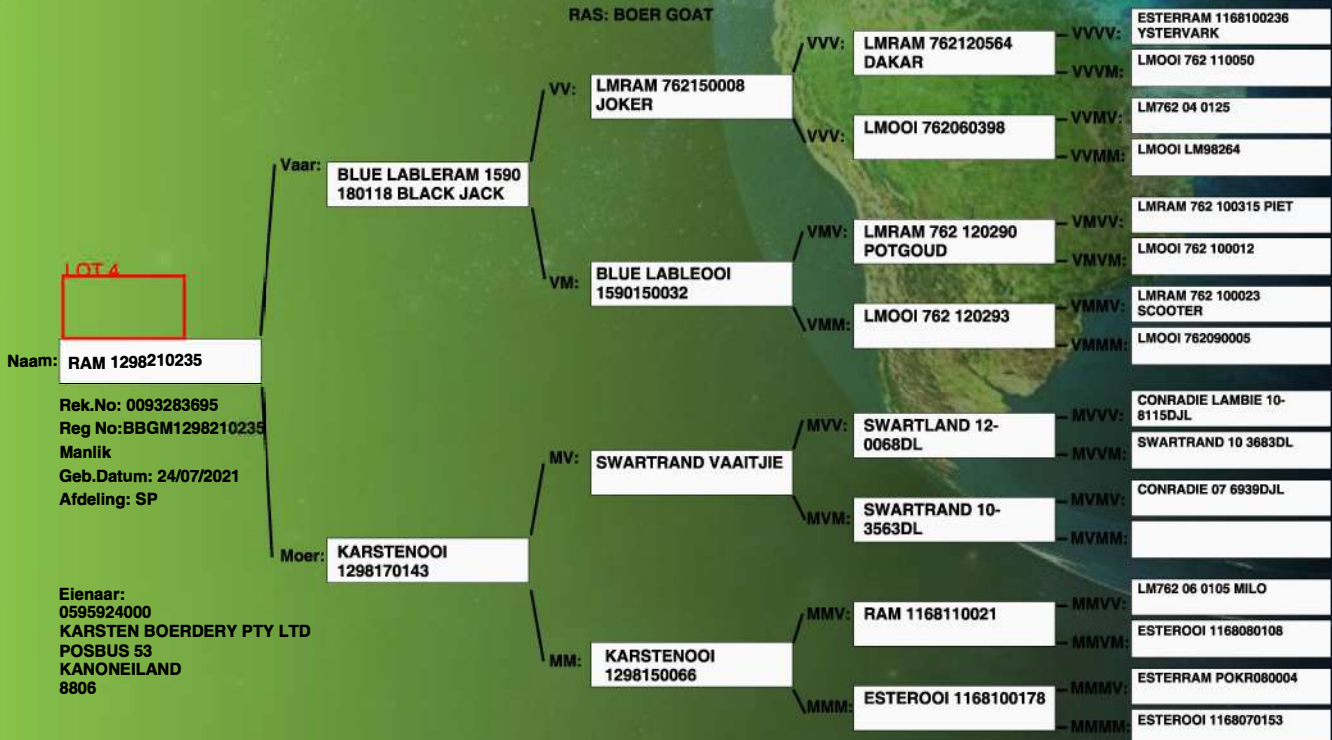 RAS: BOER GOAT
LOT 4
Naam: RAM 1298210235
Rek.No: 0093283695
Reg No:BBGM1298210235
Manlik
Geb.Datum: 24/07/2021
Afdeling: SP
Eienaar:
0595924000
KARSTEN BOERDERY PTY LTD
POSBUS 53
KANONEILAND
8806
Vaar: BLUE LABLERAM 1590
180118 BLACK JACK
Moer: KARSTENOOI
1298170143
VV: LMRAM 762150008
JOKER
VM: BLUE LABLEOOI
1590150032
MV: SWARTRAND VAAITJIE
MM: KARSTENOOI
1298150066
VVV: LMRAM 762120564
DAKAR
VVV: LMOOI 762060398
VMV: LMRAM 762 120290
POTGOUD
VMM: LMOOI 762 120293
MVV: SWARTLAND 12-
0068DL
MVM: SWARTRAND 10-
3563DL
MMV: RAM 1168110021
MMM: ESTEROOI 1168100178
VVVV: ESTERRAM 1168100236
YSTERVARK
VVVM: LMOOI 762 110050
VVMV: LM762 04 0125
VVMM: LMOOI LM98264
VMVV: LMRAM 762 100315 PIET
VMVM: LMOOI 762 100012
VMMV: LMRAM 762 100023
SCOOTER
VMMM: LMOOI 762090005
MVVV: CONRADIE LAMBIE 10-
8115DJL
MVVM: SWARTRAND 10 3683DL
MVMV: CONRADIE 07 6939DJL
MVMM:
MMVV: LM762 06 0105 MILO
MMVM: ESTEROOI 1168080108
MMMV: ESTERRAM POKR080004
MMMM: ESTEROOI 1168070153